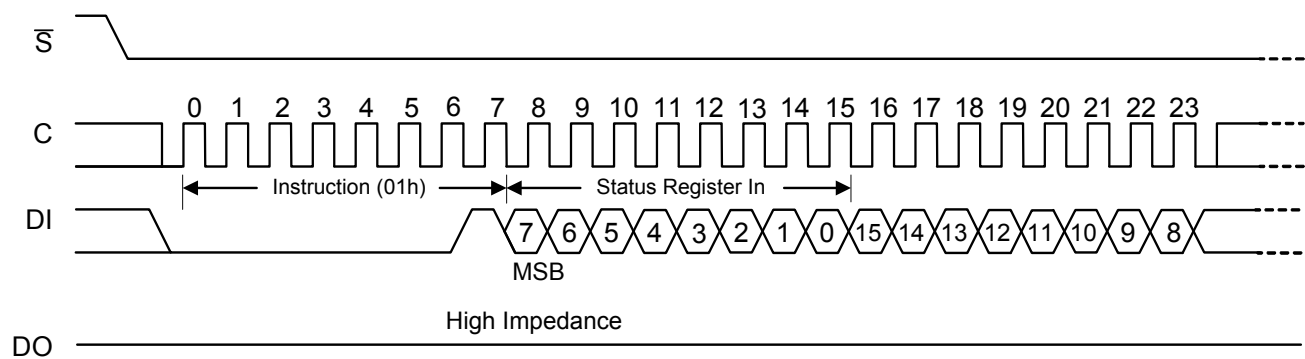 S̅
0 1 2 3 4 5 6 7 8 9 10 11 12 13 14 15 16 17 18 19 20 21 22 23
C
Instruction (01h) Status Register In
DI
7 6 5 4 3 2 1 0 15 14 13 12 11 10 9 8
MSB
High Impedance
DO